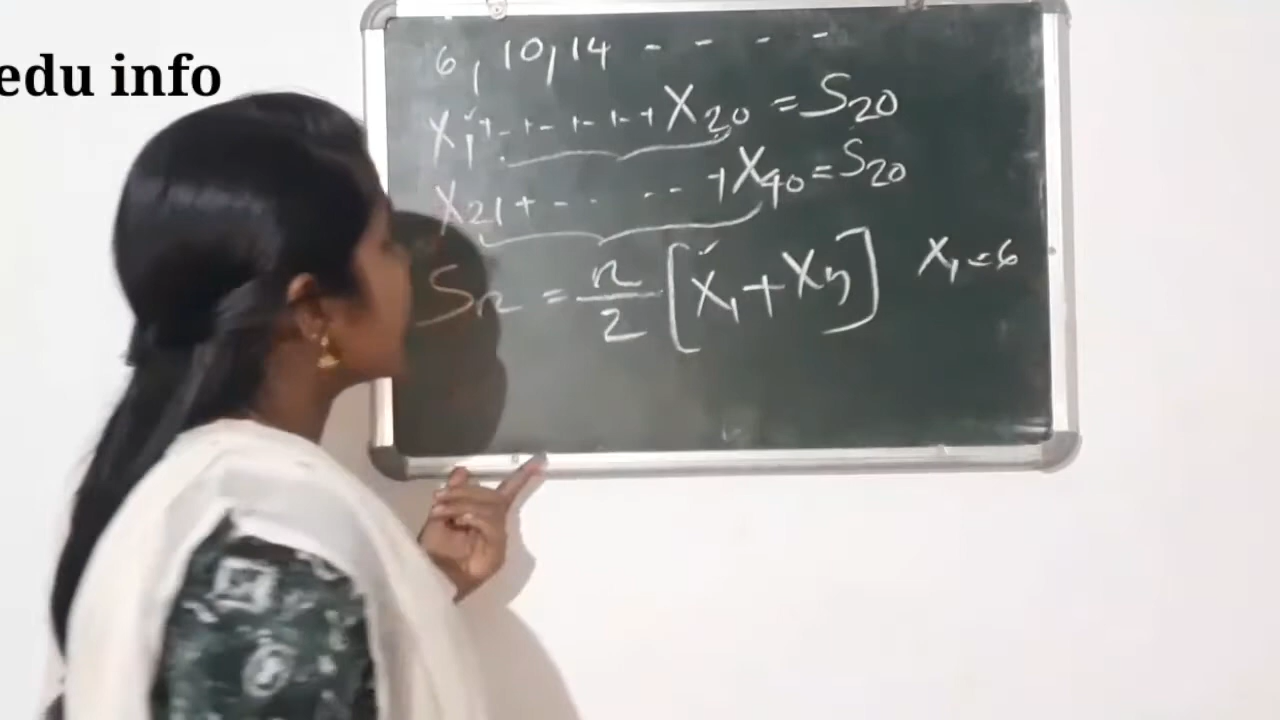 edu info
6, 10, 14 - - - -
X₁ + - + - + - + - + X₂₀ = S₂₀
X₂₁ + - - - - - + X₄₀ = S₂₀
Sₙ = n/2 [X₁ + Xₙ] X₁ = 6